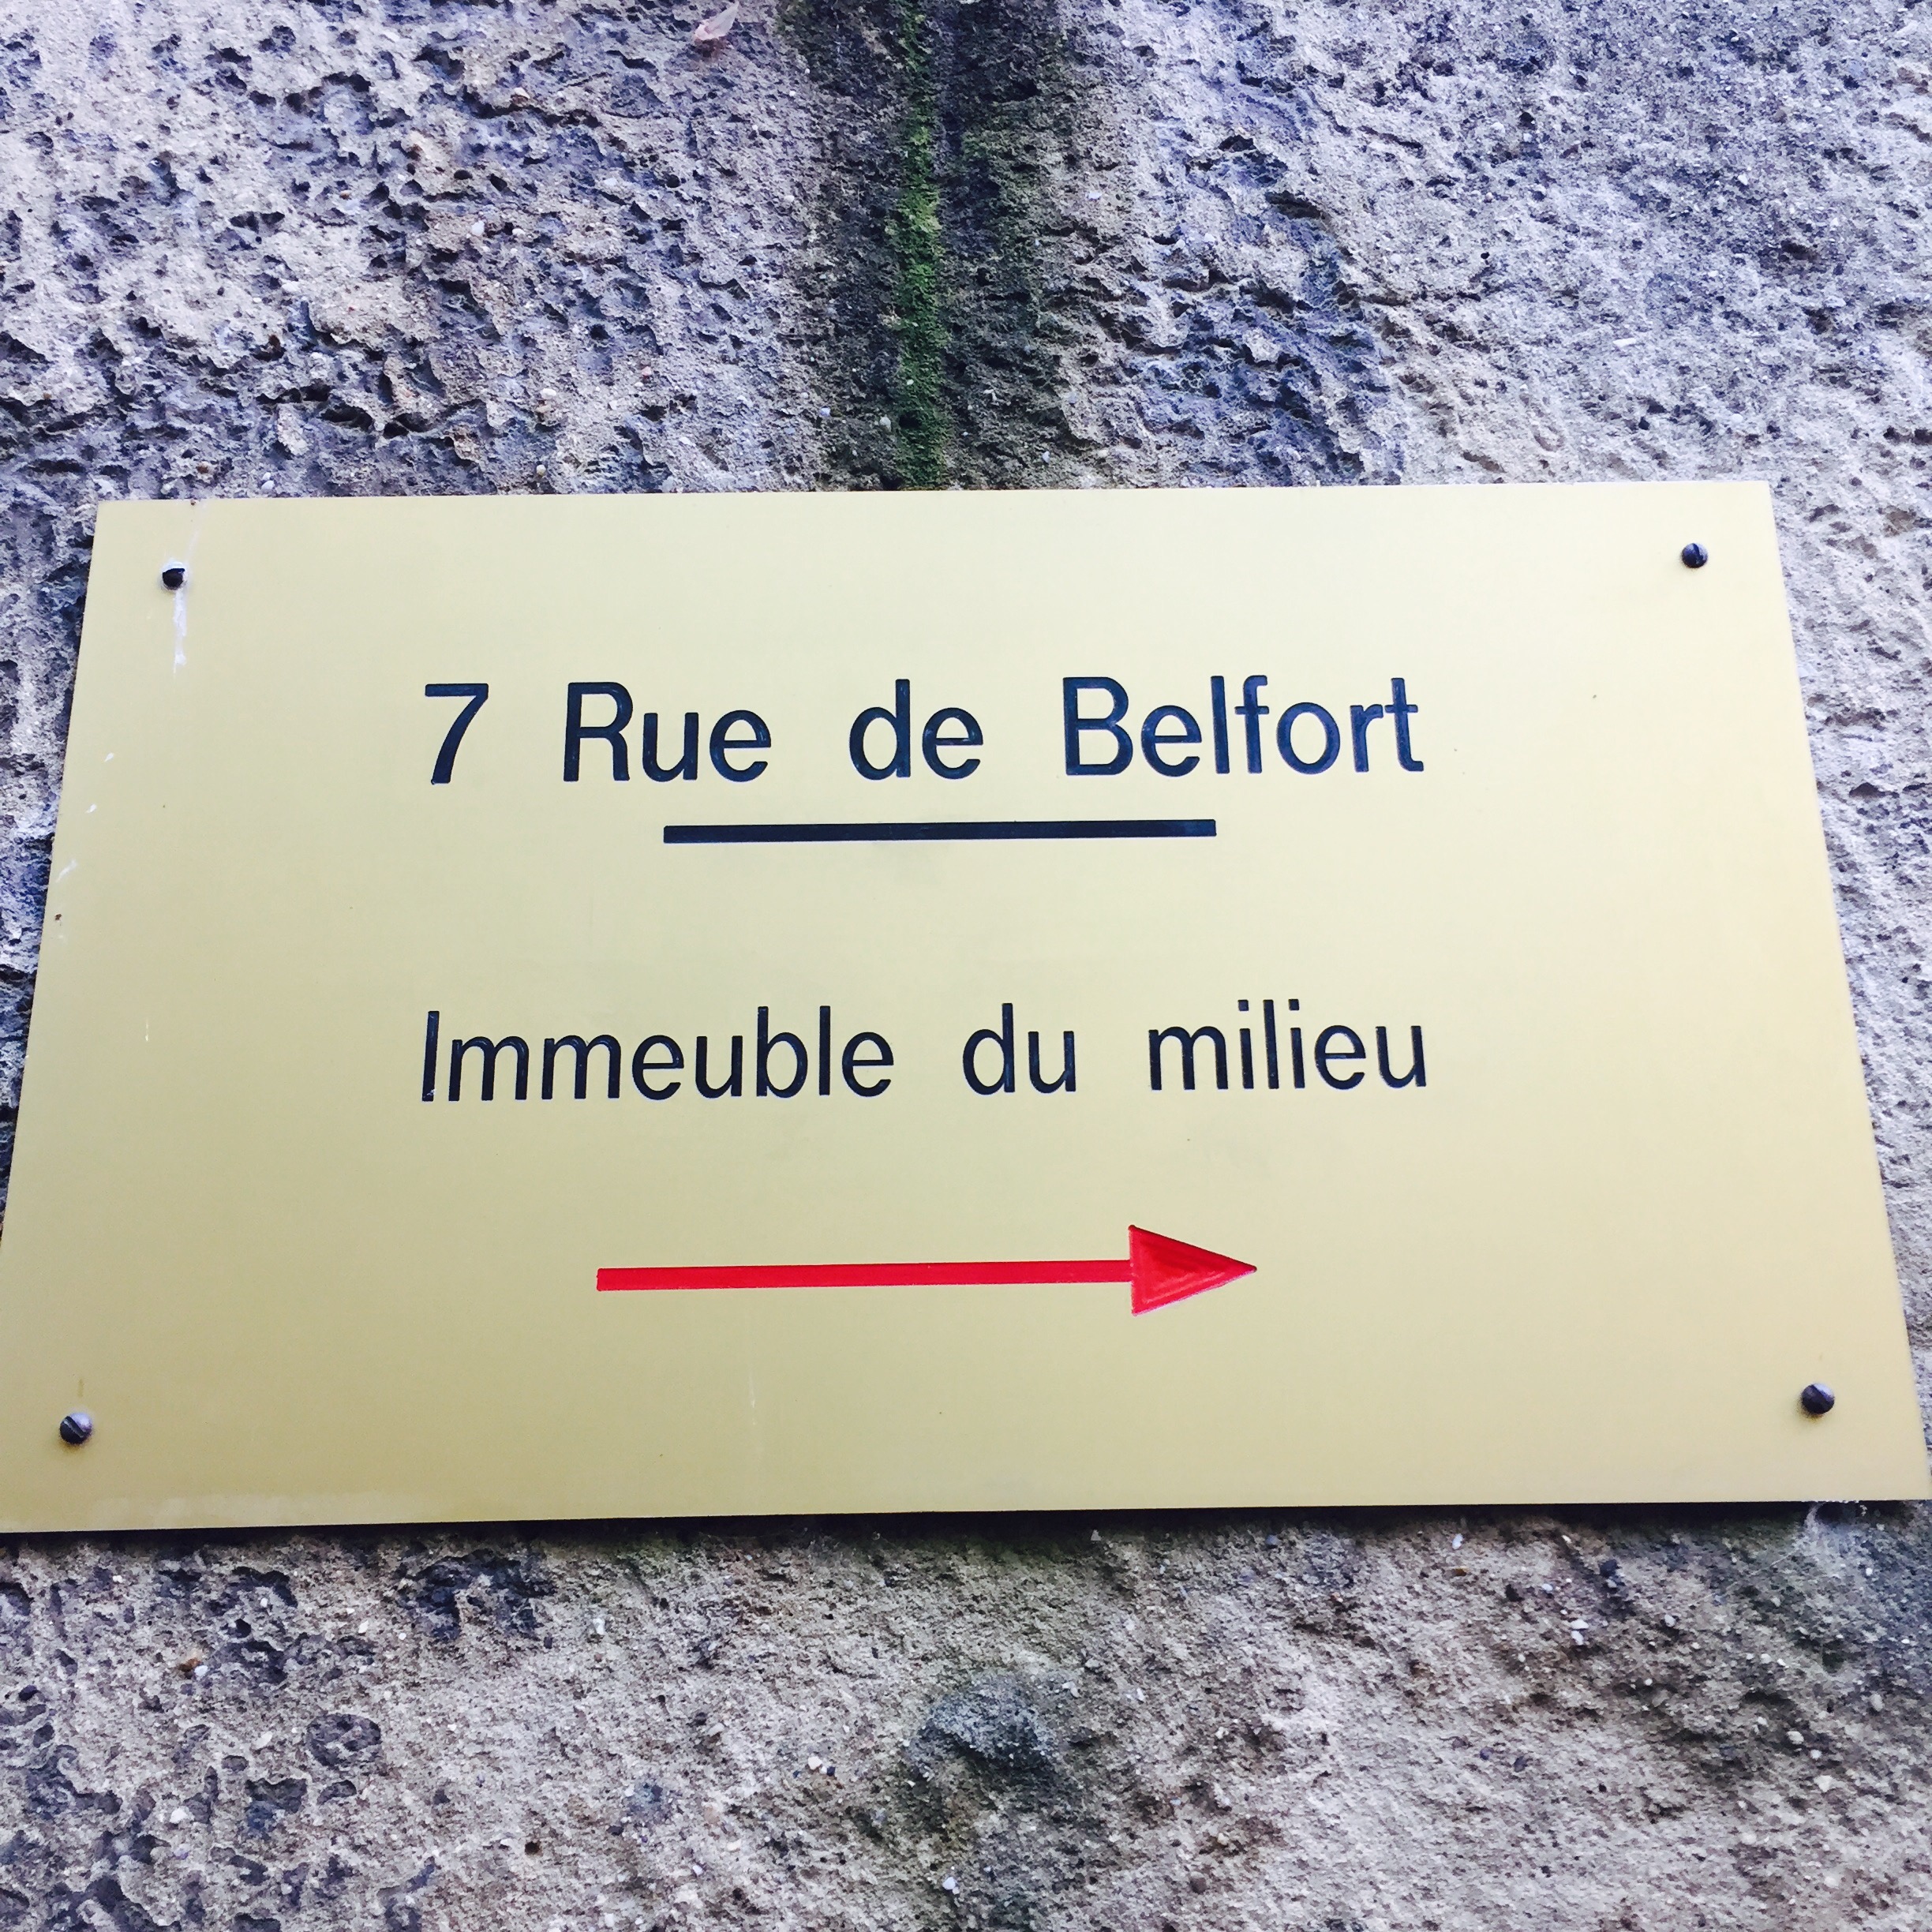 7 Rue de Belfort
Immeuble du milieu